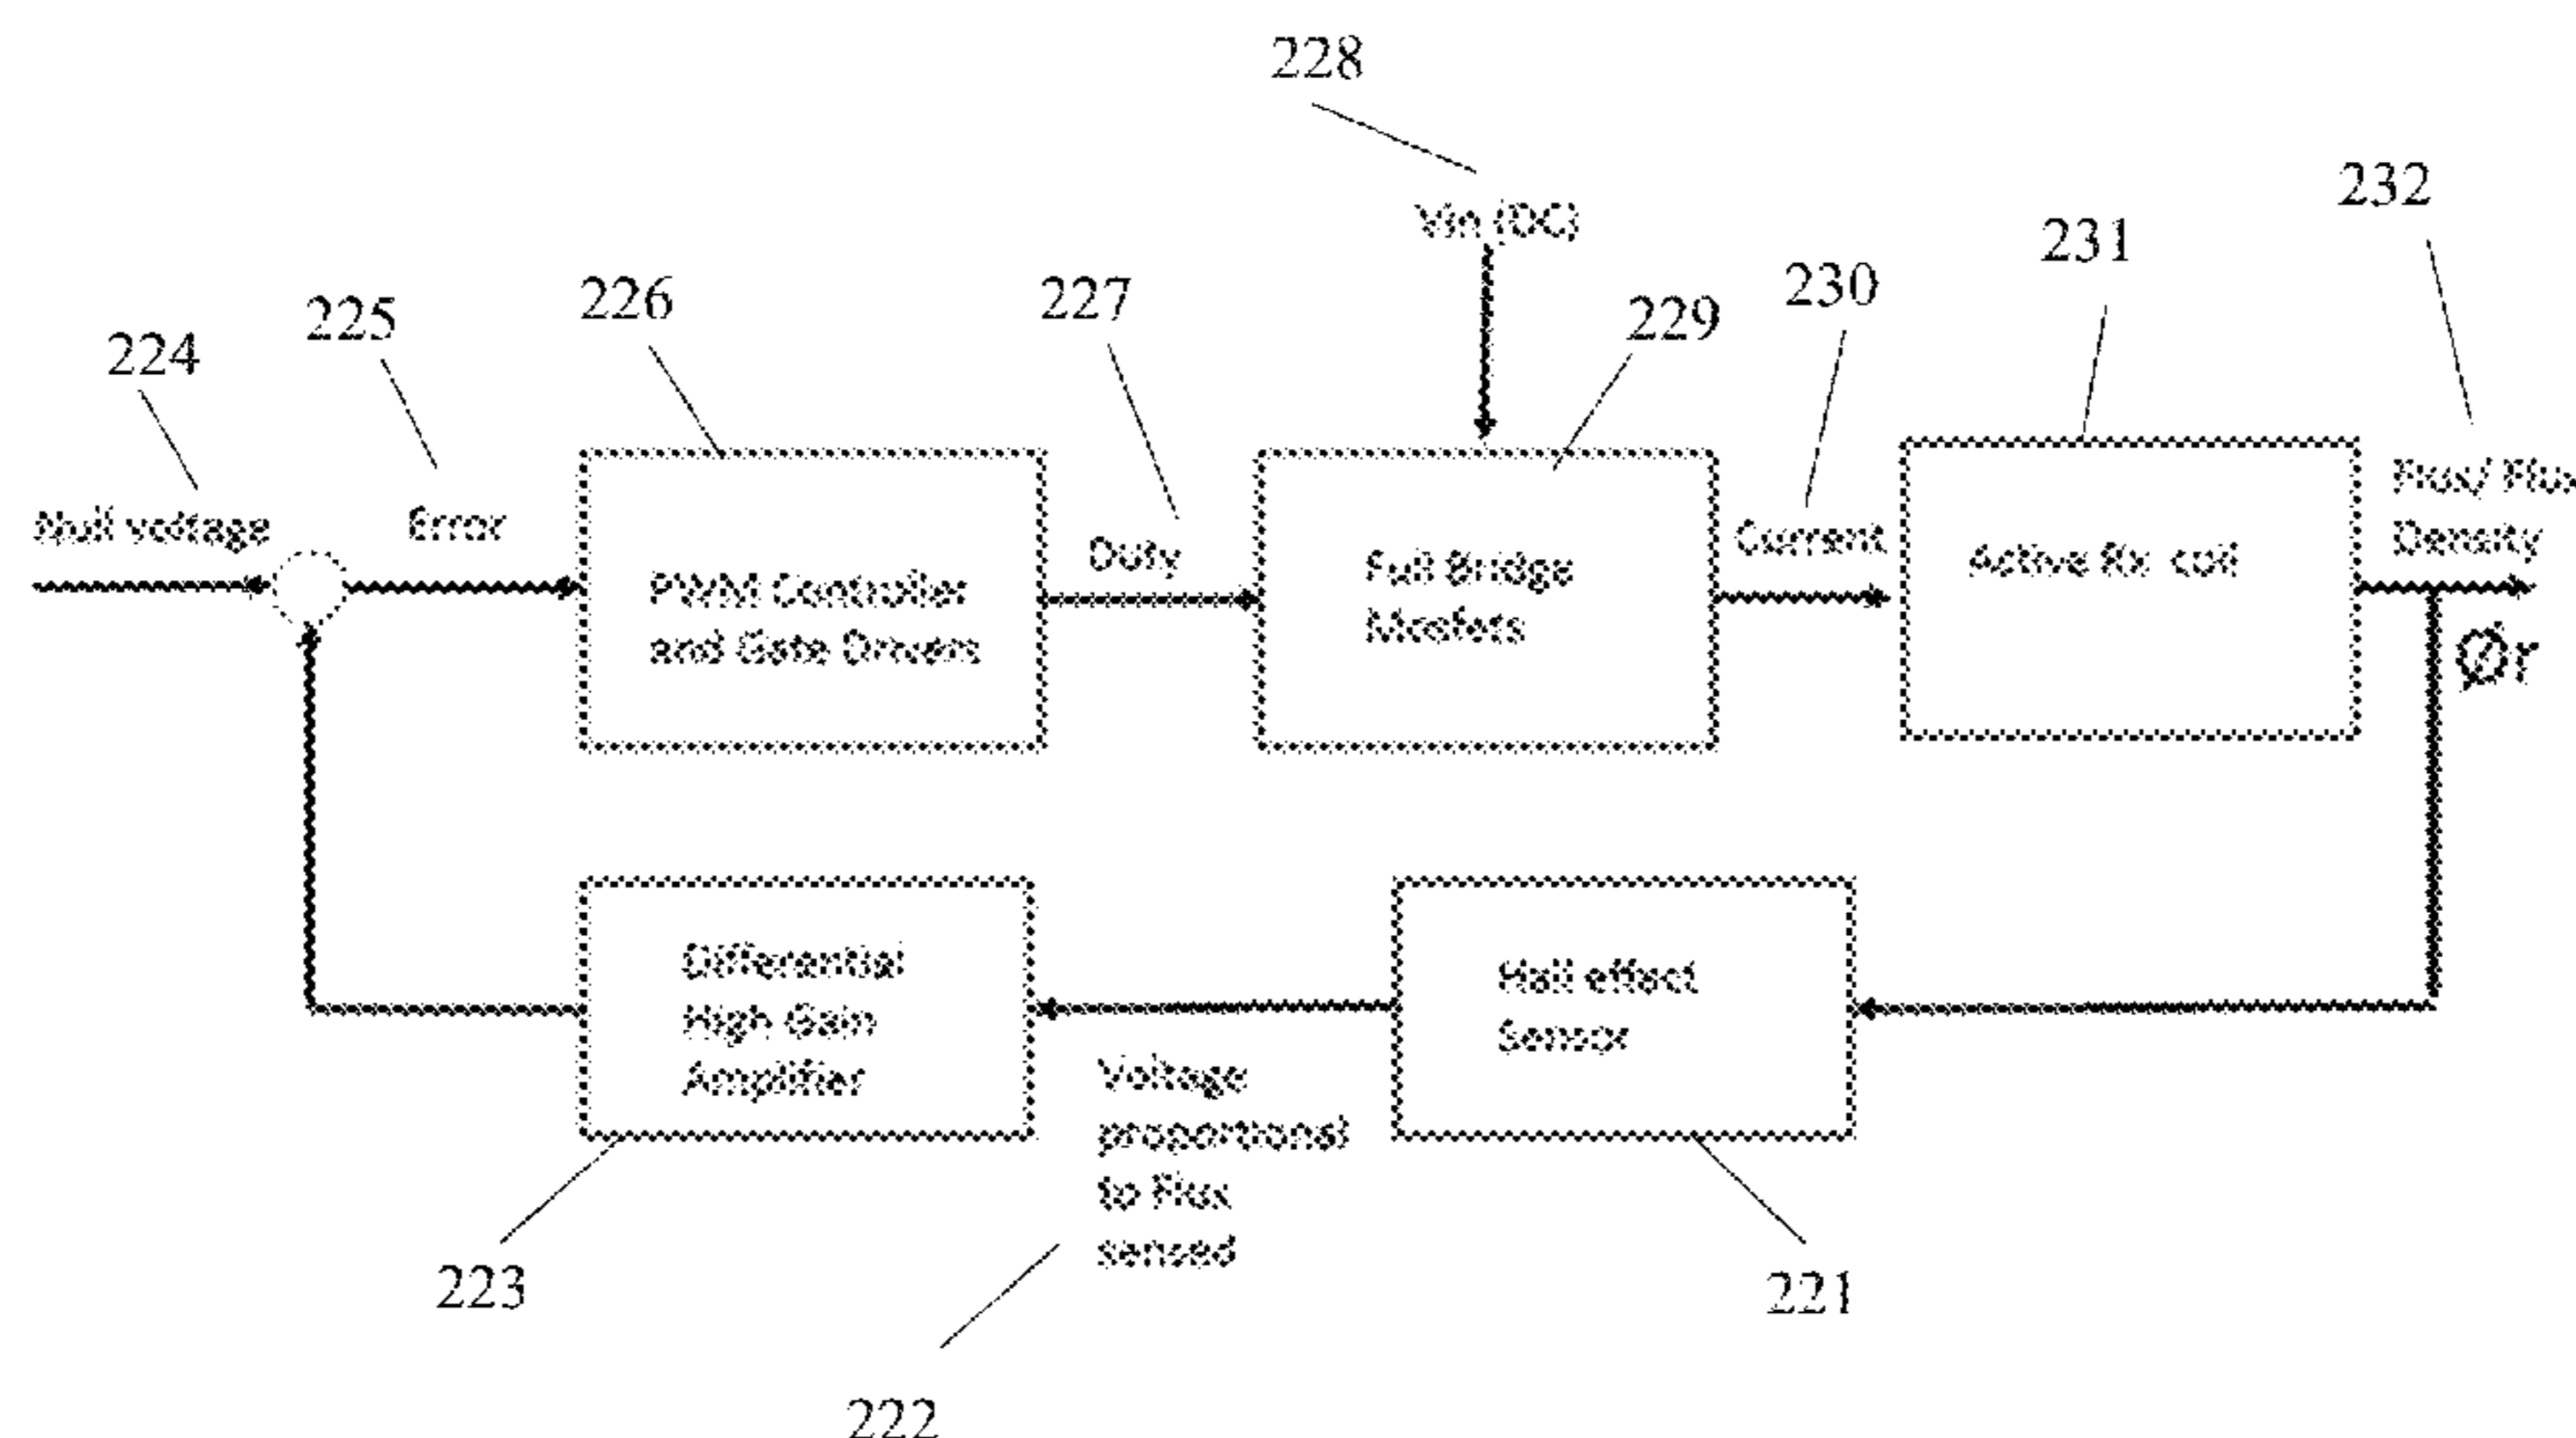 228
Vin (DC)
232
231
230
229
227
226
225
224
Null voltage
Error
PWM Controller
and Gate Drivers
Duty
Full Bridge
Mosfets
Current
Active Rx coil
Flux/ Flux
Density
Ør
Differential
High Gain
Amplifier
Voltage
proportional
to Flux
sensed
Hall effect
Sensor
223
222
221